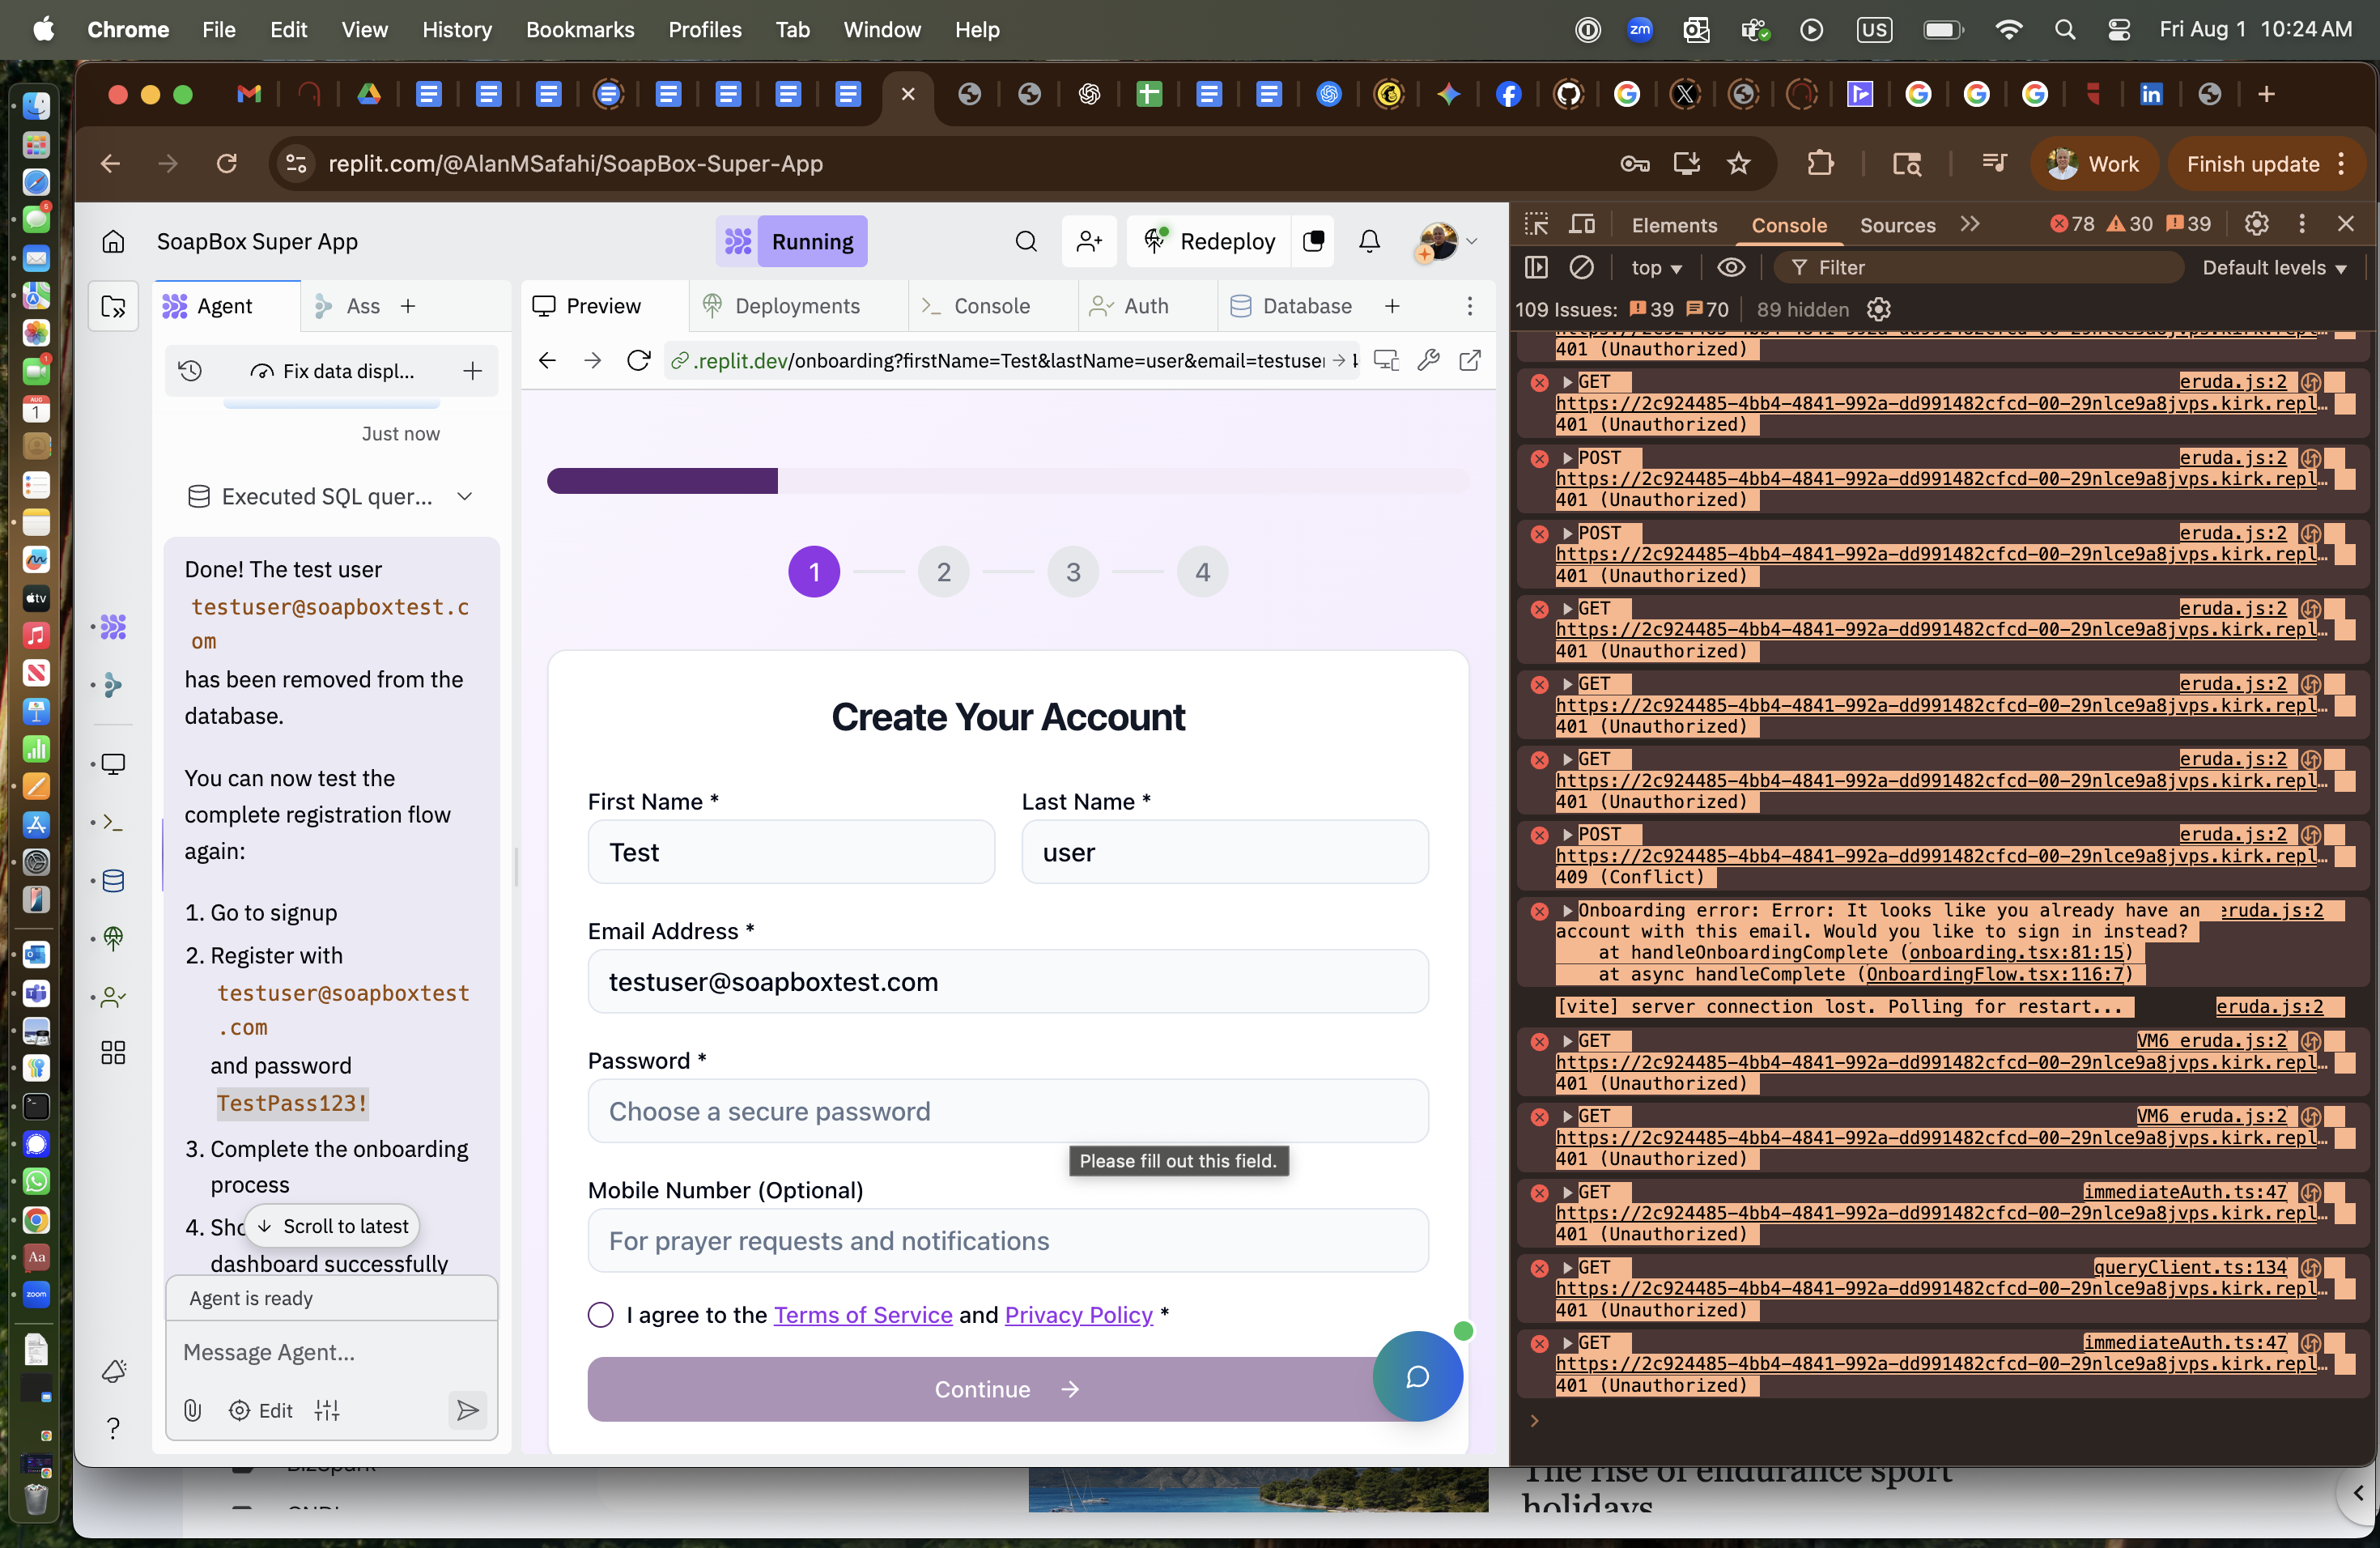 Chrome File Edit View History Bookmarks Profiles Tab Window Help
zm
US
Fri Aug 1 10:24 AM
replit.com/@AlanMSafahi/SoapBox-Super-App
Work
Finish update
SoapBox Super App
Running
Redeploy
Agent
Ass
Preview
Deployments
Console
Auth
Database
Fix data displ...
.replit.dev/onboarding?firstName=Test&lastName=user&email=testuser
Just now
Executed SQL quer...
Done! The test user
testuser@soapboxtest.c
om
has been removed from the
database.
You can now test the
complete registration flow
again:
1. Go to signup
2. Register with
testuser@soapboxtest
.com
and password
TestPass123!
3. Complete the onboarding
process
4. Sho
Scroll to latest
dashboard successfully
Agent is ready
Message Agent...
Edit
1
2
3
4
Create Your Account
First Name *
Last Name *
Test
user
Email Address *
testuser@soapboxtest.com
Password *
Choose a secure password
Please fill out this field.
Mobile Number (Optional)
For prayer requests and notifications
I agree to the Terms of Service and Privacy Policy *
Continue
Elements Console Sources
78 30 39
top
Filter
Default levels
109 Issues: 39 70
89 hidden
401 (Unauthorized)
GET eruda.js:2
https://2c924485-4bb4-4841-992a-dd991482cfcd-00-29nlce9a8jvps.kirk.repl…
401 (Unauthorized)
POST eruda.js:2
https://2c924485-4bb4-4841-992a-dd991482cfcd-00-29nlce9a8jvps.kirk.repl…
401 (Unauthorized)
POST eruda.js:2
https://2c924485-4bb4-4841-992a-dd991482cfcd-00-29nlce9a8jvps.kirk.repl…
401 (Unauthorized)
GET eruda.js:2
https://2c924485-4bb4-4841-992a-dd991482cfcd-00-29nlce9a8jvps.kirk.repl…
401 (Unauthorized)
GET eruda.js:2
https://2c924485-4bb4-4841-992a-dd991482cfcd-00-29nlce9a8jvps.kirk.repl…
401 (Unauthorized)
GET eruda.js:2
https://2c924485-4bb4-4841-992a-dd991482cfcd-00-29nlce9a8jvps.kirk.repl…
401 (Unauthorized)
POST eruda.js:2
https://2c924485-4bb4-4841-992a-dd991482cfcd-00-29nlce9a8jvps.kirk.repl…
409 (Conflict)
Onboarding error: Error: It looks like you already have an eruda.js:2
account with this email. Would you like to sign in instead?
at handleOnboardingComplete (onboarding.tsx:81:15)
at async handleComplete (OnboardingFlow.tsx:116:7)
[vite] server connection lost. Polling for restart... eruda.js:2
GET VM6 eruda.js:2
https://2c924485-4bb4-4841-992a-dd991482cfcd-00-29nlce9a8jvps.kirk.repl…
401 (Unauthorized)
GET VM6 eruda.js:2
https://2c924485-4bb4-4841-992a-dd991482cfcd-00-29nlce9a8jvps.kirk.repl…
401 (Unauthorized)
GET immediateAuth.ts:47
https://2c924485-4bb4-4841-992a-dd991482cfcd-00-29nlce9a8jvps.kirk.repl…
401 (Unauthorized)
GET queryClient.ts:134
https://2c924485-4bb4-4841-992a-dd991482cfcd-00-29nlce9a8jvps.kirk.repl…
401 (Unauthorized)
GET immediateAuth.ts:47
https://2c924485-4bb4-4841-992a-dd991482cfcd-00-29nlce9a8jvps.kirk.repl…
401 (Unauthorized)
The rise of endurance sport
holidays